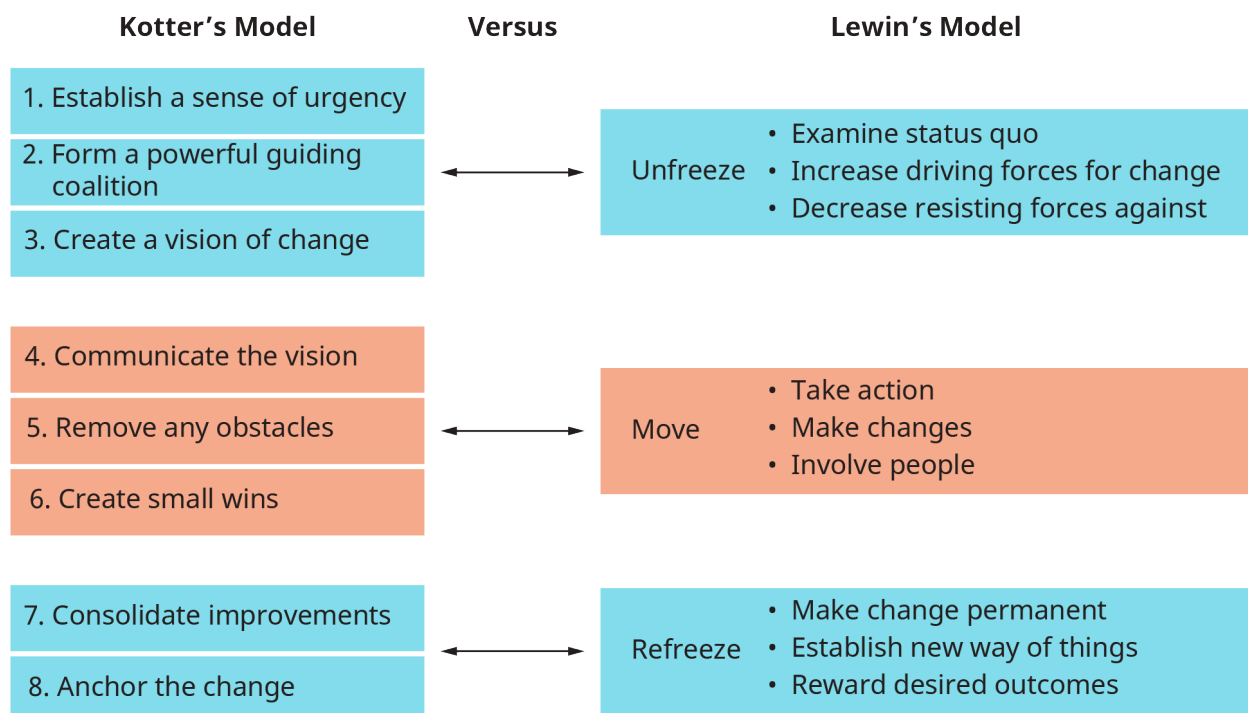 Kotter’s Model
Versus
Lewin’s Model
1. Establish a sense of urgency
2. Form a powerful guiding
coalition
3. Create a vision of change
Unfreeze
• Examine status quo
• Increase driving forces for change
• Decrease resisting forces against
4. Communicate the vision
5. Remove any obstacles
6. Create small wins
Move
• Take action
• Make changes
• Involve people
7. Consolidate improvements
8. Anchor the change
Refreeze
• Make change permanent
• Establish new way of things
• Reward desired outcomes